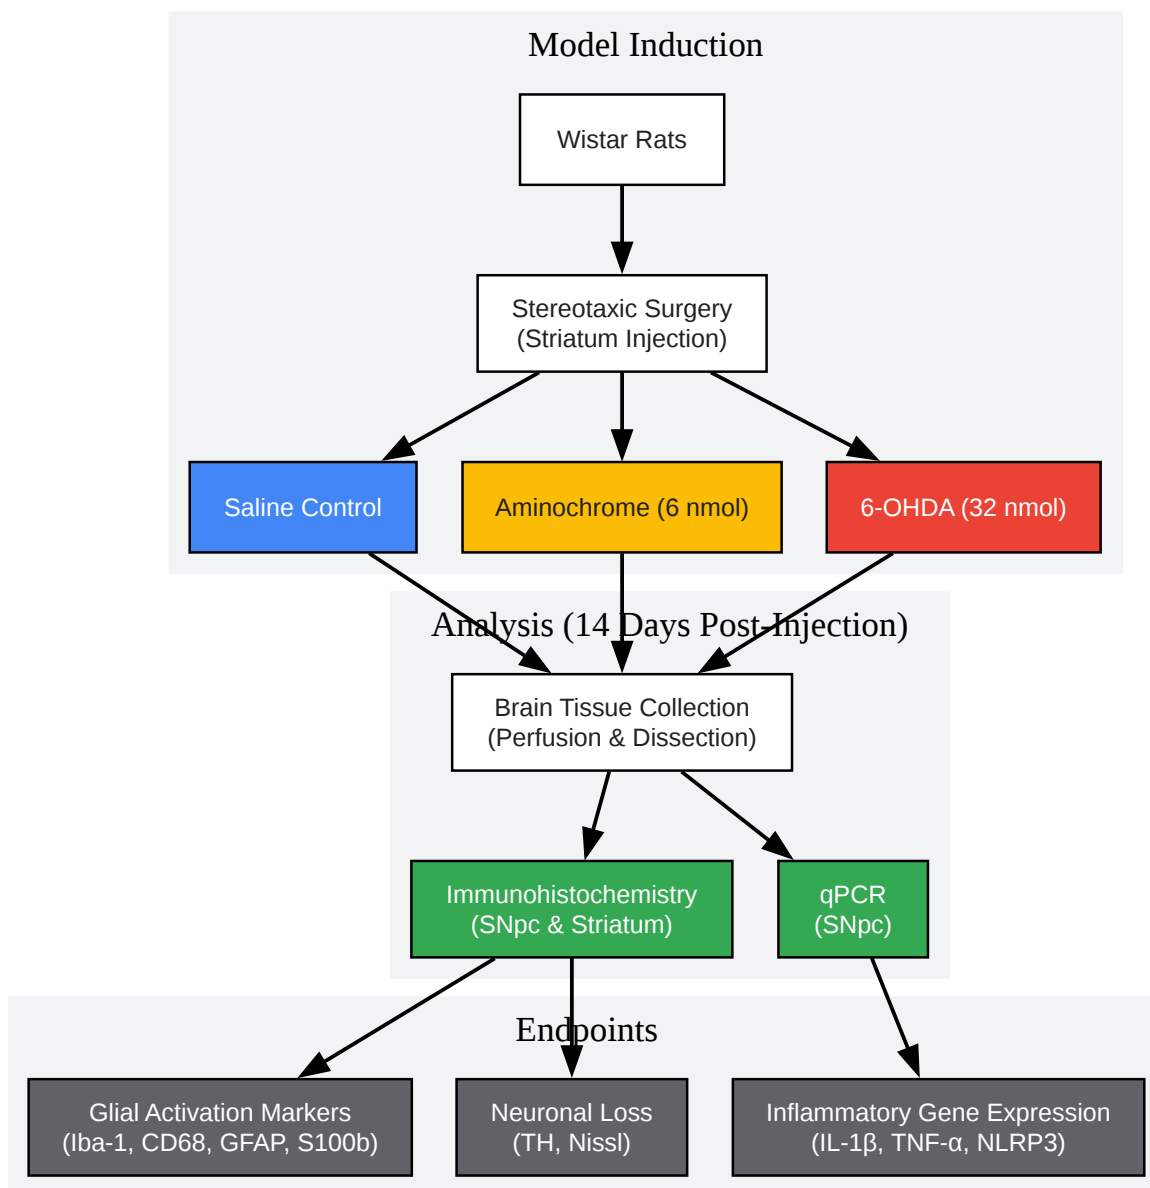 Model Induction
Wistar Rats
Stereotaxic Surgery
(Striatum Injection)
Saline Control
Aminochrome (6 nmol)
6-OHDA (32 nmol)
Analysis (14 Days Post-Injection)
Brain Tissue Collection
(Perfusion & Dissection)
Immunohistochemistry
(SNpc & Striatum)
qPCR
(SNpc)
Endpoints
Glial Activation Markers
(Iba-1, CD68, GFAP, S100b)
Neuronal Loss
(TH, Nissl)
Inflammatory Gene Expression
(IL-1β, TNF-α, NLRP3)